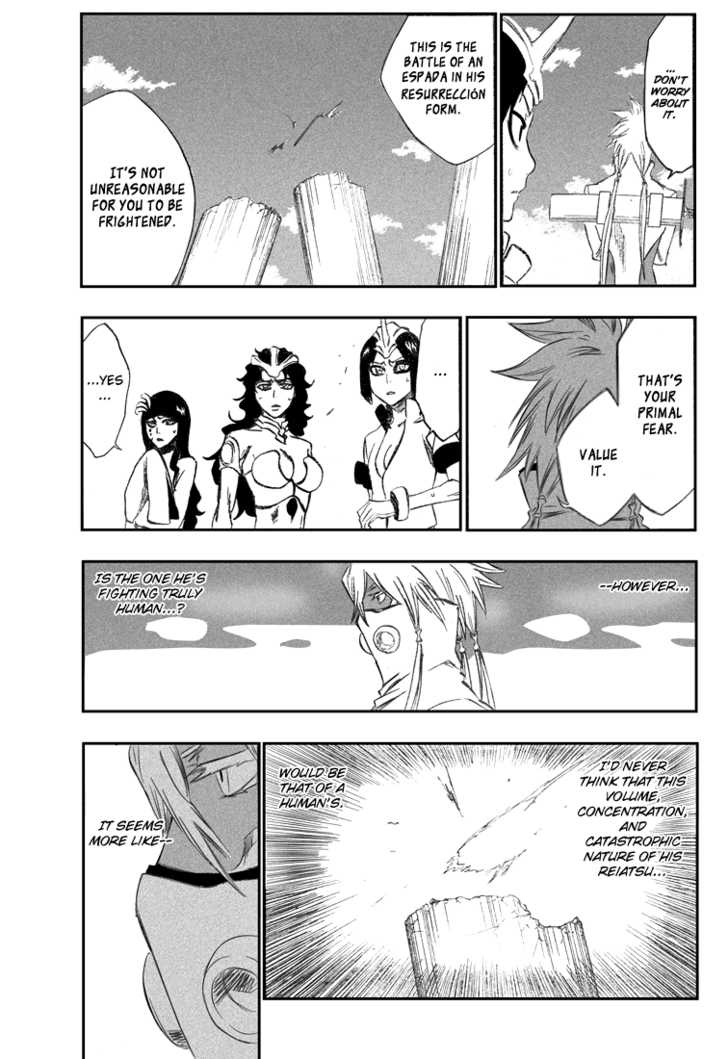 ...
DON'T
WORRY
ABOUT
IT.
THIS IS THE
BATTLE OF AN
ESPADA IN HIS
RESURRECCIÓN
FORM.
IT'S NOT
UNREASONABLE
FOR YOU TO BE
FRIGHTENED.
THAT'S
YOUR
PRIMAL
FEAR.
VALUE
IT.
...
...YES
...
--HOWEVER...
IS THE ONE HE'S
FIGHTING TRULY
HUMAN...?
I'D NEVER
THINK THAT THIS
VOLUME,
CONCENTRATION,
AND
CATASTROPHIC
NATURE OF HIS
REIATSU...
WOULD BE
THAT OF A
HUMAN'S.
IT SEEMS
MORE LIKE--